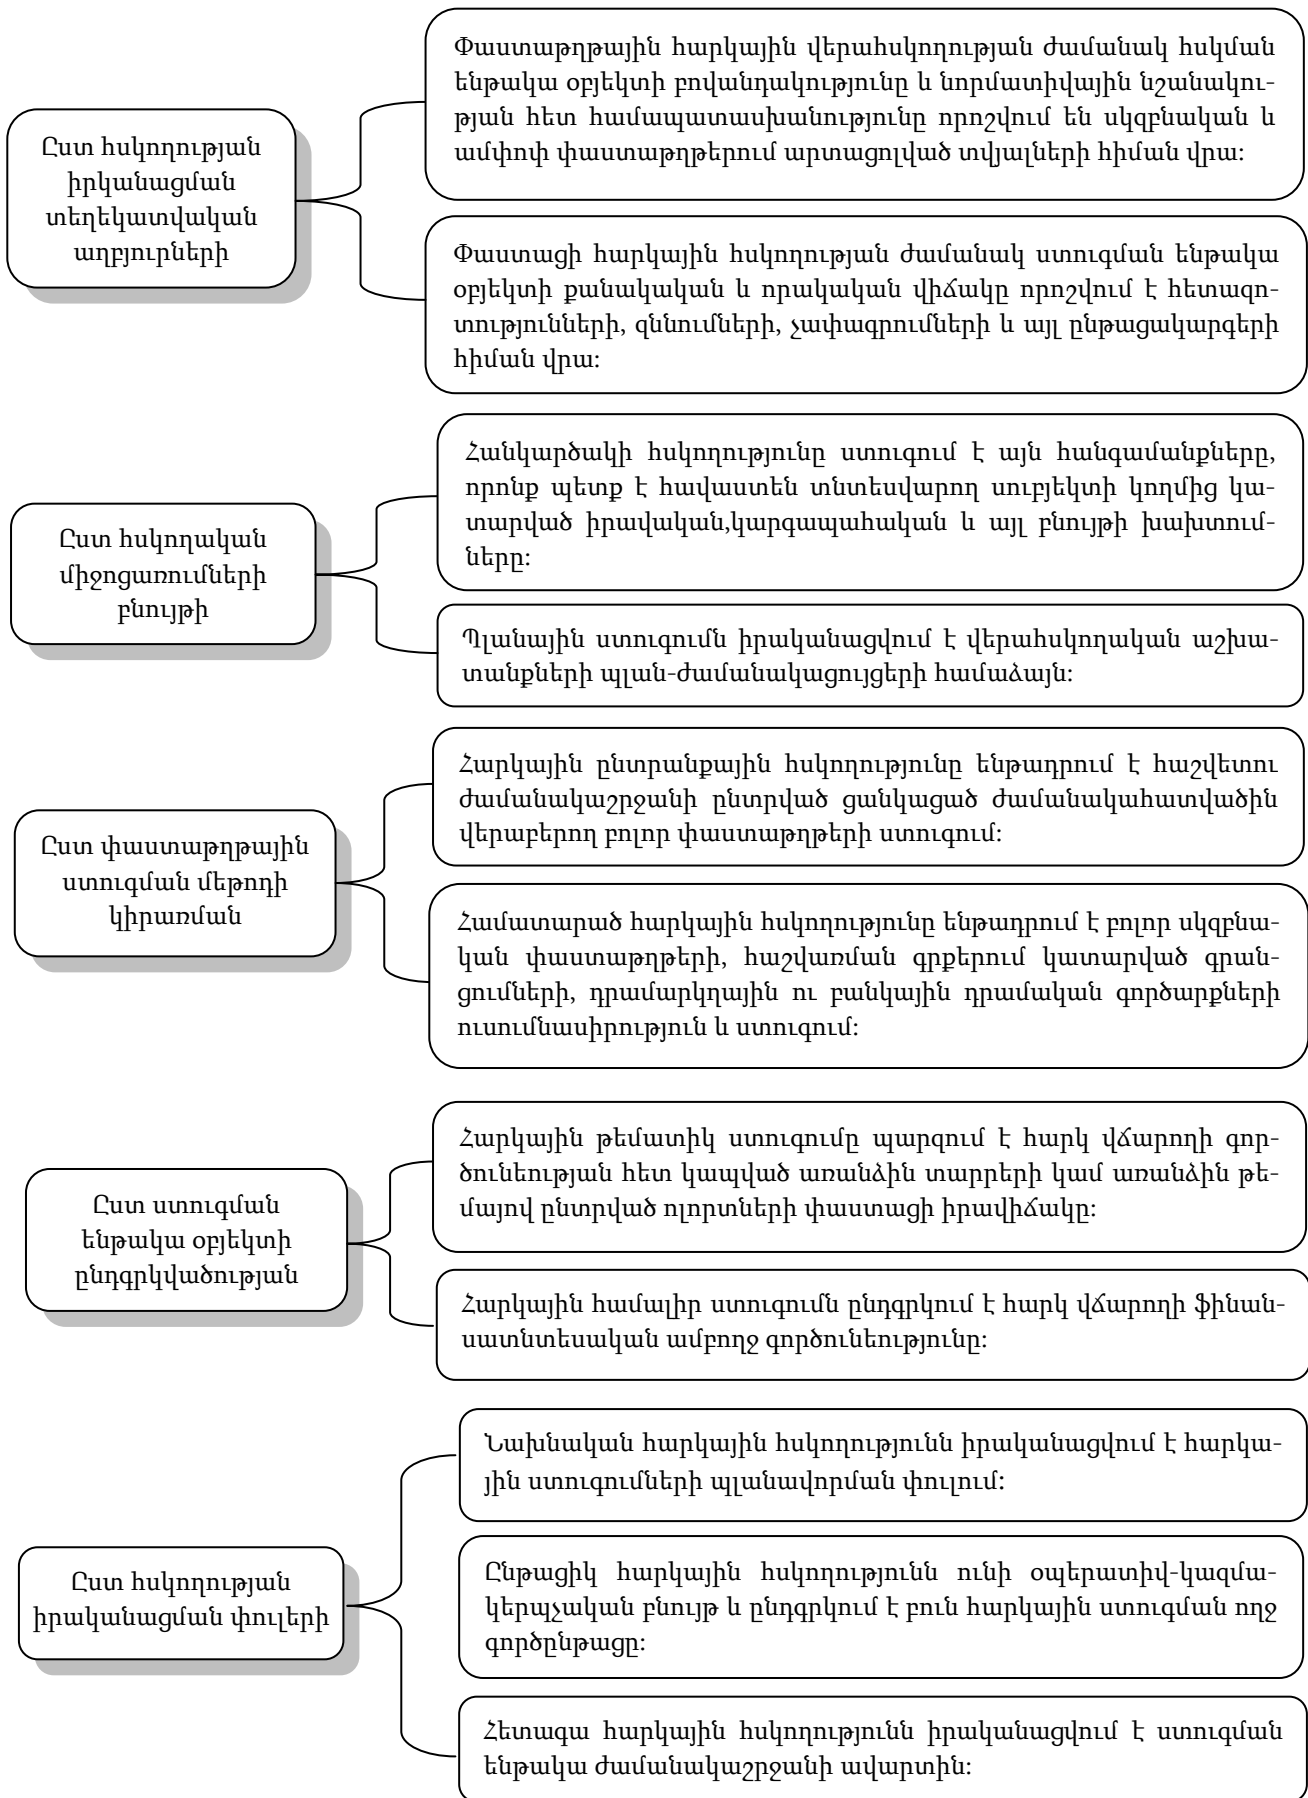 Ըստ հսկողության
իրկանացման
տեղեկատվական
աղբյուրների
Փաստաթղթային հարկային վերահսկողության ժամանակ հսկման
ենթակա օբյեկտի բովանդակությունը և նորմատիվային նշանակու-
թյան հետ համապատասխանությունը որոշվում են սկզբնական և
ամփոփ փաստաթղթերում արտացոլված տվյալների հիման վրա:
Փաստացի հարկային հսկողության ժամանակ ստուգման ենթակա
օբյեկտի քանակական և որակական վիճակը որոշվում է հետազո-
տությունների, զննումների, չափագրումների և այլ ընթացակարգերի
հիման վրա:
Ըստ հսկողական
միջոցառումների
բնույթի
Հանկարծակի հսկողությունը ստուգում է այն հանգամանքները,
որոնք պետք է հավաստեն տնտեսվարող սուբյեկտի կողմից կա-
տարված իրավական,կարգապահական և այլ բնույթի խախտում-
ները:
Պլանային ստուգումն իրականացվում է վերահսկողական աշխա-
տանքների պլան-ժամանակացույցերի համաձայն:
Ըստ փաստաթղթային
ստուգման մեթոդի
կիրառման
Հարկային ընտրանքային հսկողությունը ենթադրում է հաշվետու
ժամանակաշրջանի ընտրված ցանկացած ժամանակահատվածին
վերաբերող բոլոր փաստաթղթերի ստուգում:
Համատարած հարկային հսկողությունը ենթադրում է բոլոր սկզբնա-
կան փաստաթղթերի, հաշվառման գրքերում կատարված գրան-
ցումների, դրամարկղային ու բանկային դրամական գործարքների
ուսումնասիրություն և ստուգում:
Ըստ ստուգման
ենթակա օբյեկտի
ընդգրկվածության
Հարկային թեմատիկ ստուգումը պարզում է հարկ վճարողի գոր-
ծունեության հետ կապված առանձին տարրերի կամ առանձին թե-
մայով ընտրված ոլորտների փաստացի իրավիճակը:
Հարկային համալիր ստուգումն ընդգրկում է հարկ վճարողի ֆինան-
սատնտեսական ամբողջ գործունեությունը:
Ըստ հսկողության
իրականացման փուլերի
Նախնական հարկային հսկողությունն իրականացվում է հարկա-
յին ստուգումների պլանավորման փուլում:
Ընթացիկ հարկային հսկողությունն ունի օպերատիվ-կազմա-
կերպչական բնույթ և ընդգրկում է բուն հարկային ստուգման ողջ
գործընթացը:
Հետագա հարկային հսկողությունն իրականացվում է ստուգման
ենթակա ժամանակաշրջանի ավարտին: